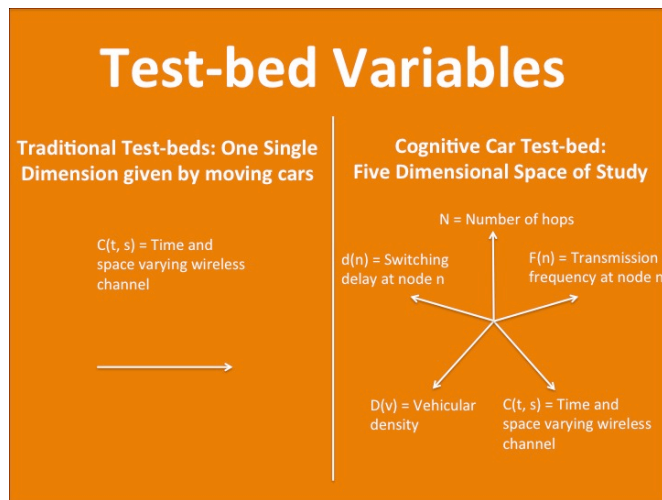 Test-bed Variables
Traditional Test-beds: One Single
Dimension given by moving cars
C(t, s) = Time and
space varying wireless
channel
Cognitive Car Test-bed:
Five Dimensional Space of Study
N = Number of hops
d(n) = Switching
delay at node n
F(n) = Transmission
frequency at node n
D(v) = Vehicular
density
C(t, s) = Time and
space varying wireless
channel